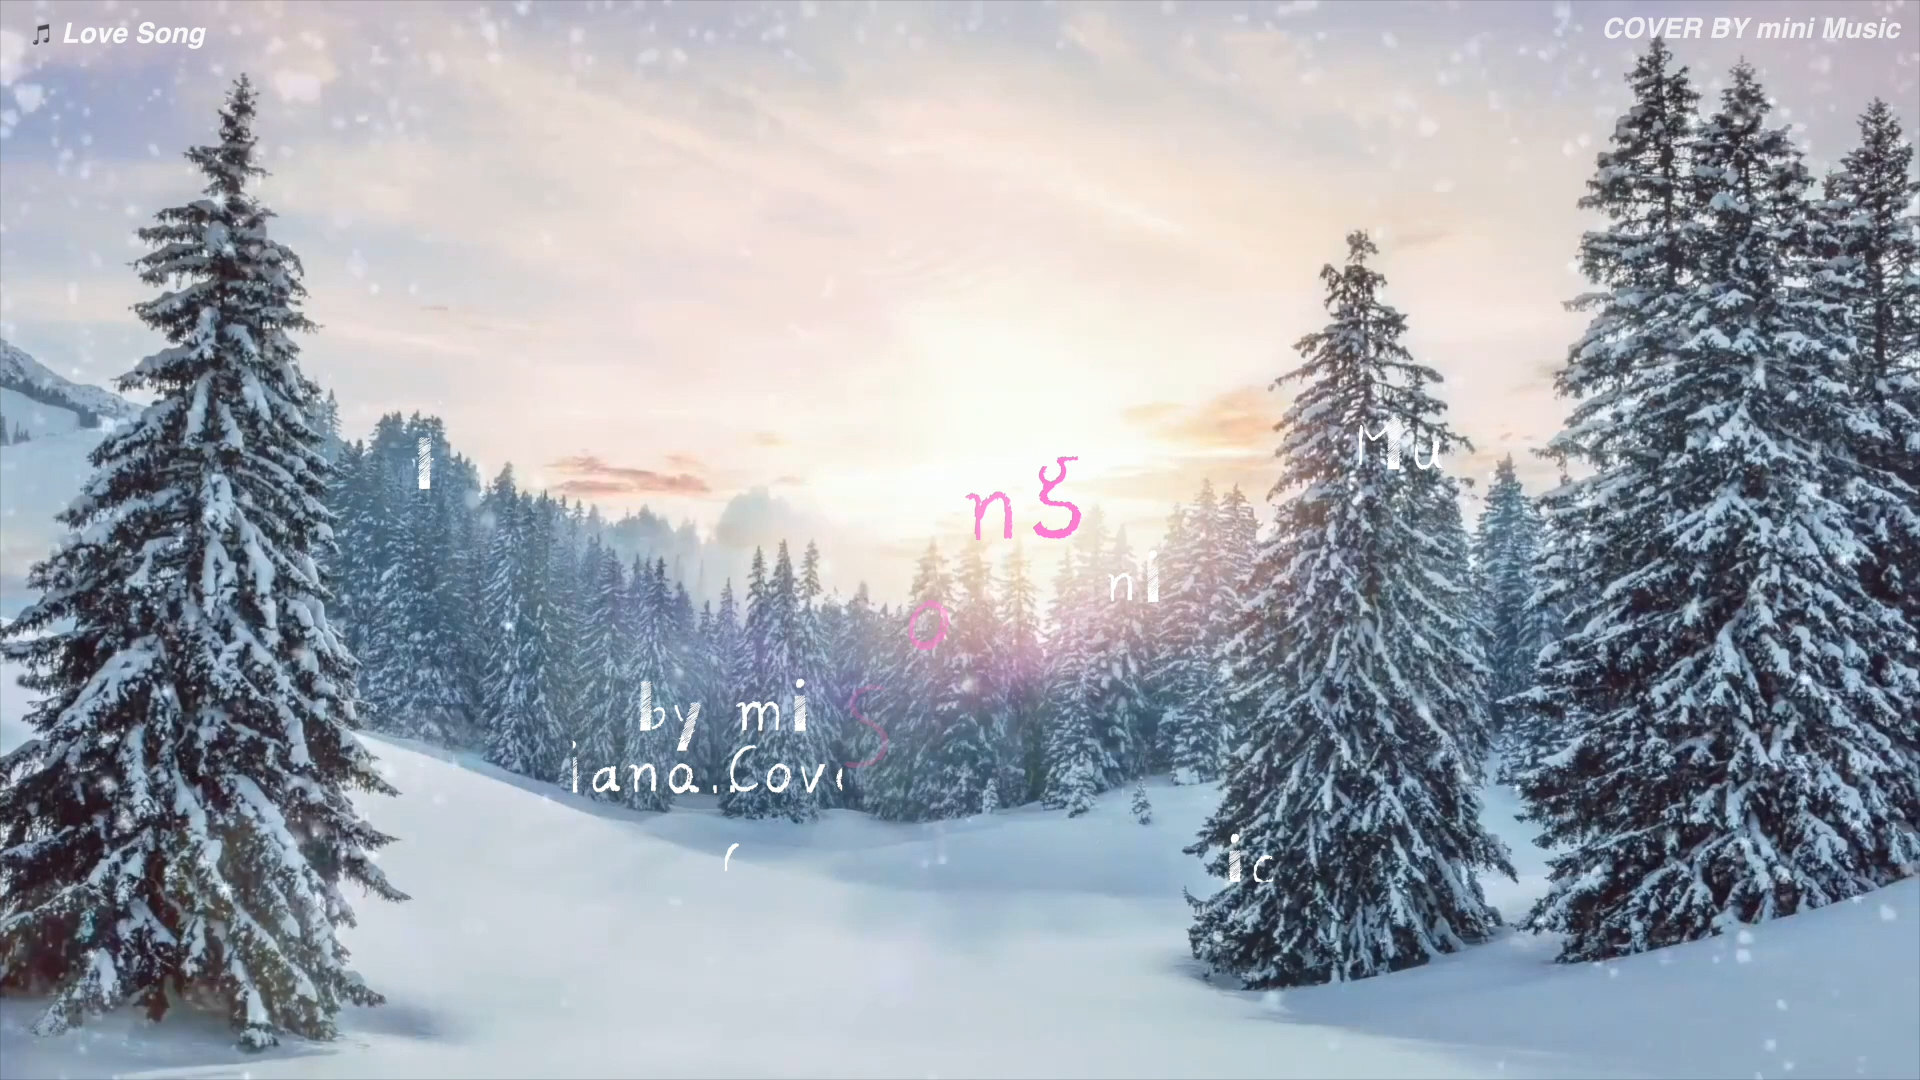 ♫ Love Song
COVER BY mini Music
ng
Mu
ni
o
by mi S
iana.Cov
ic